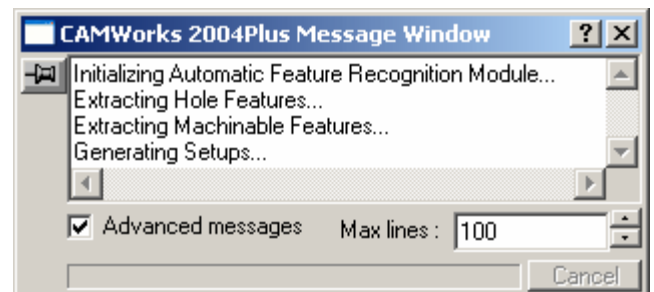 CAMWorks 2004Plus Message Window
Initializing Automatic Feature Recognition Module...
Extracting Hole Features...
Extracting Machinable Features...
Generating Setups...
Advanced messages Max lines : 100
Cancel